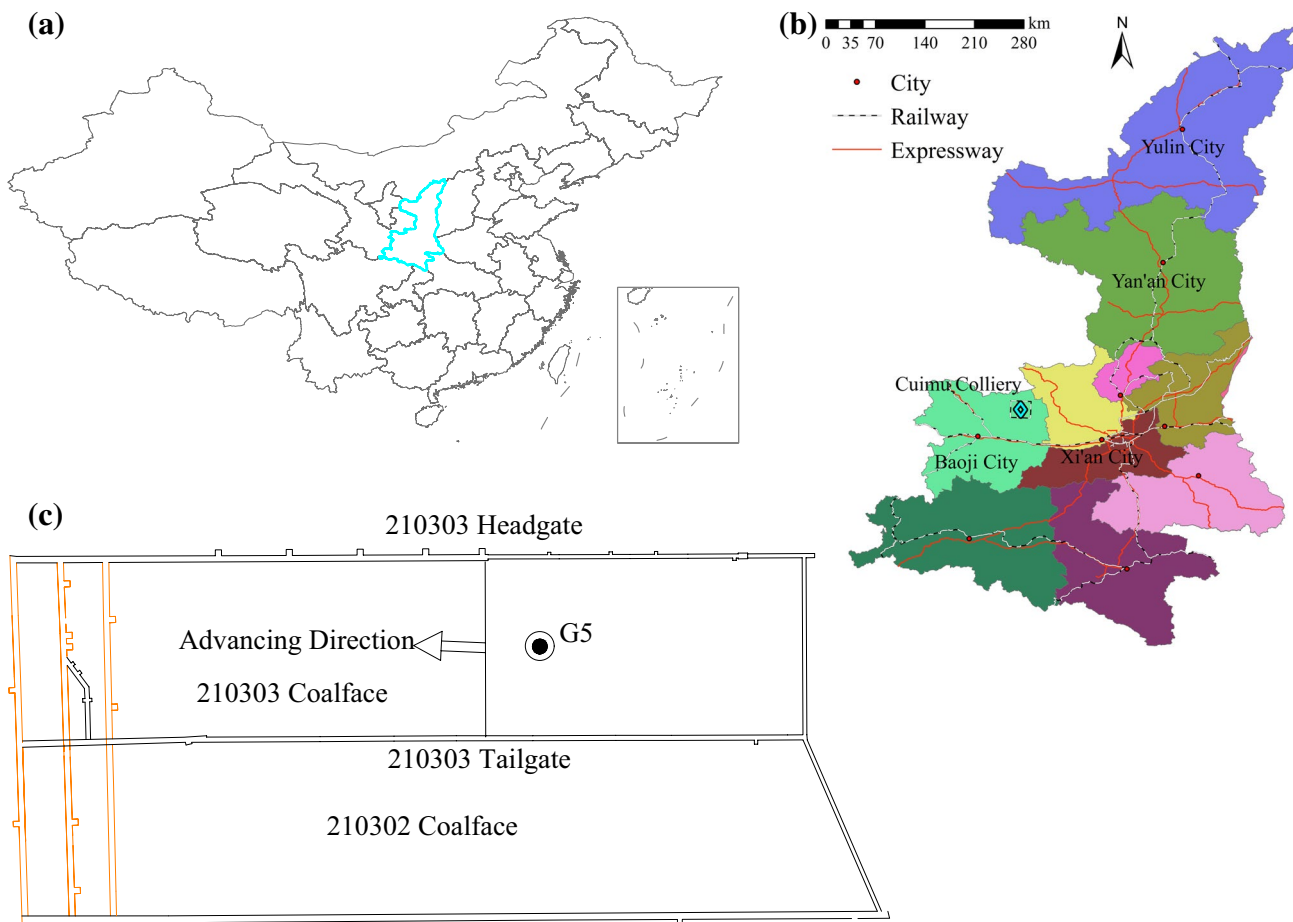 (a)
(b)
km
0 35 70 140 210 280
N
City
Railway
Expressway
Yulin City
Yan'an City
Cuimu Colliery
Baoji City
Xi'an City
(c)
210303 Headgate
Advancing Direction
G5
210303 Coalface
210303 Tailgate
210302 Coalface